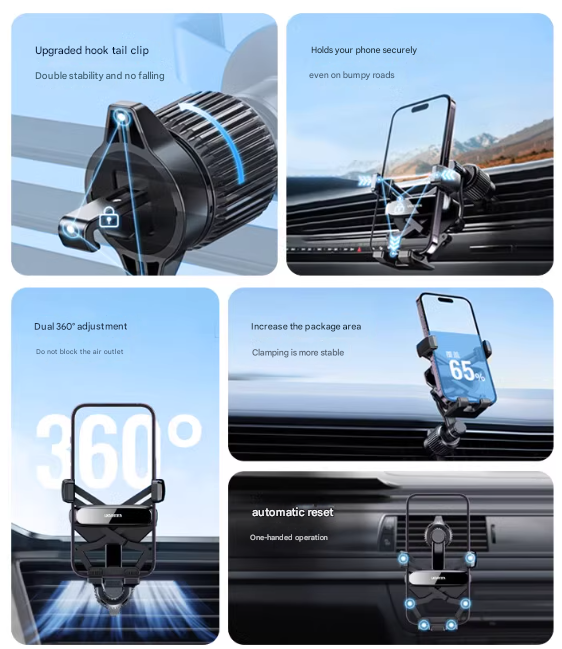 Upgraded hook tail clip
Double stability and no falling
Holds your phone securely
even on bumpy roads
Dual 360° adjustment
Do not block the air outlet
360°
Increase the package area
Clamping is more stable
65%
automatic reset
One-handed operation